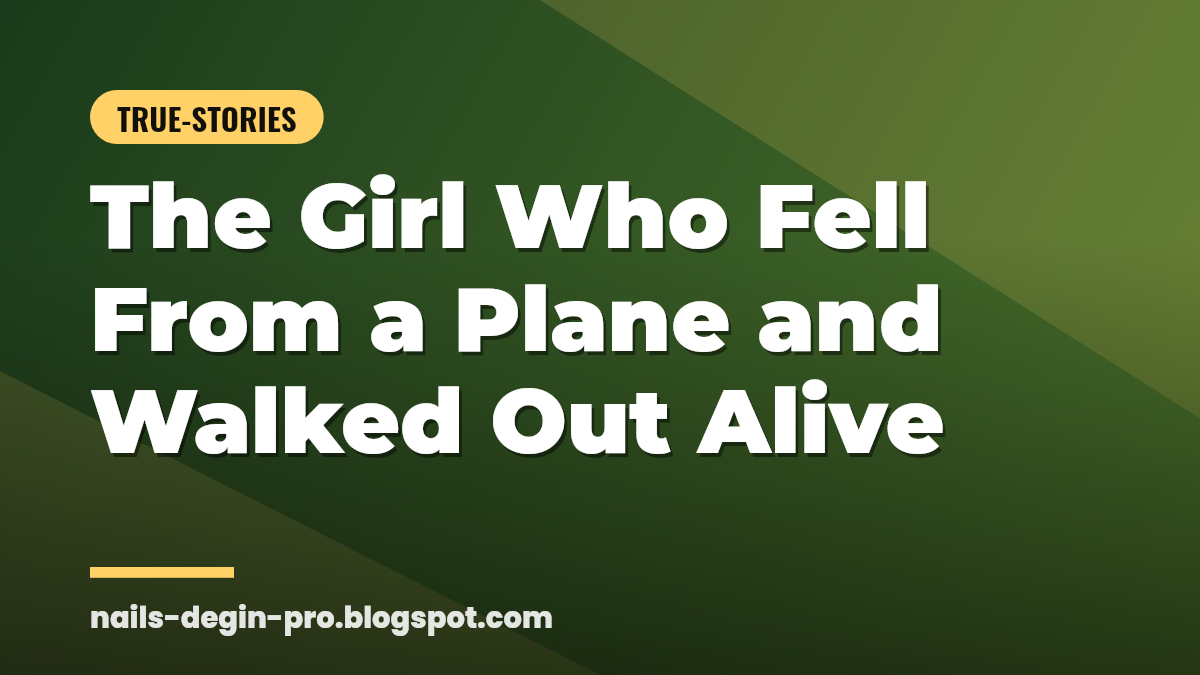 TRUE-STORIES
The Girl Who Fell
From a Plane and
Walked Out Alive
nails-degin-pro.blogspot.com